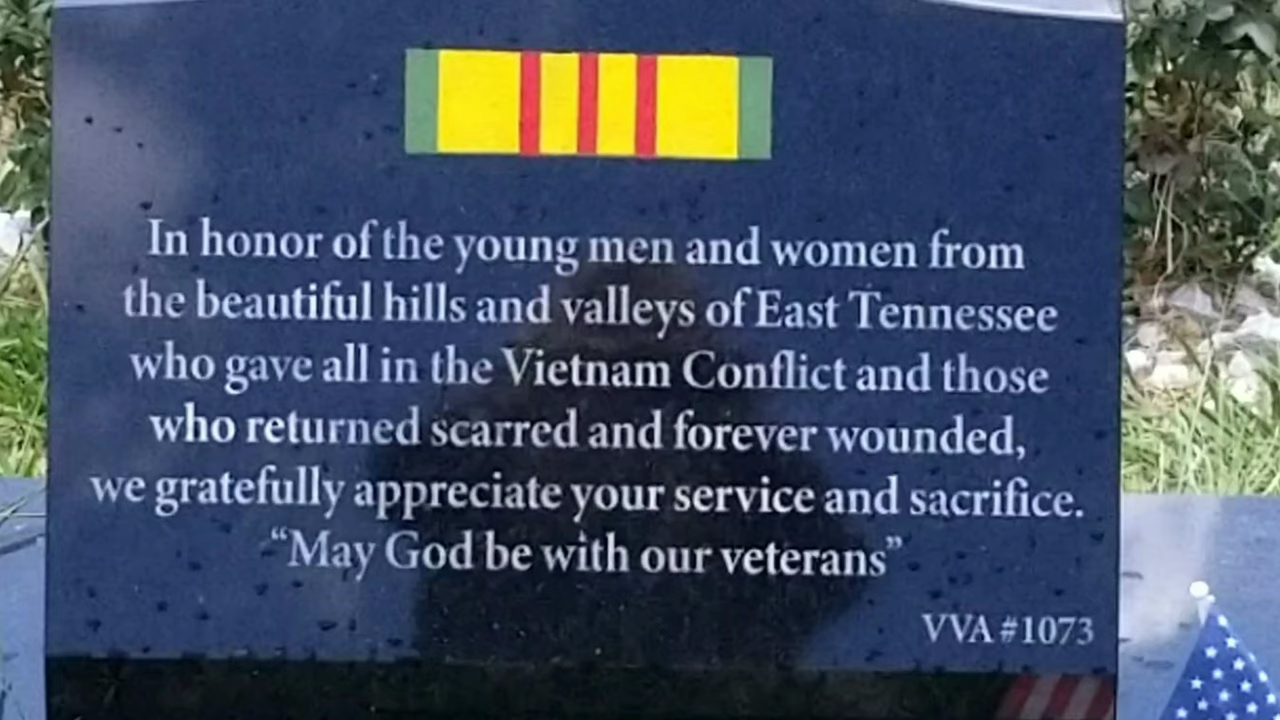 In honor of the young men and women from
the beautiful hills and valleys of East Tennessee
who gave all in the Vietnam Conflict and those
who returned scarred and forever wounded,
we gratefully appreciate your service and sacrifice.
“May God be with our veterans”
VVA #1073